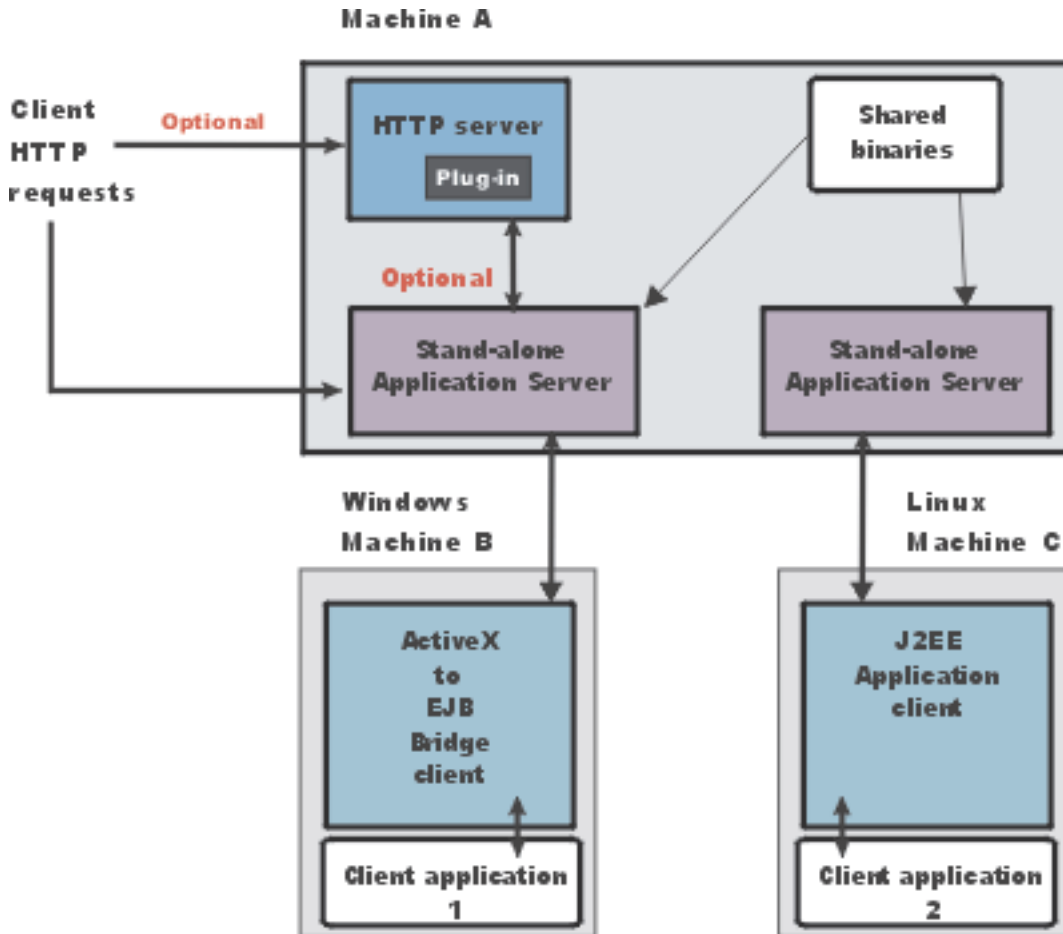 Machine A
Client
HTTP
requests
Optional
HTTP server
Plug-in
Shared
binaries
Optional
Stand-alone
Application Server
Stand-alone
Application Server
Windows
Machine B
Linux
Machine C
ActiveX
to
EJB
Bridge
client
J2EE
Application
client
Client application
1
Client application
2